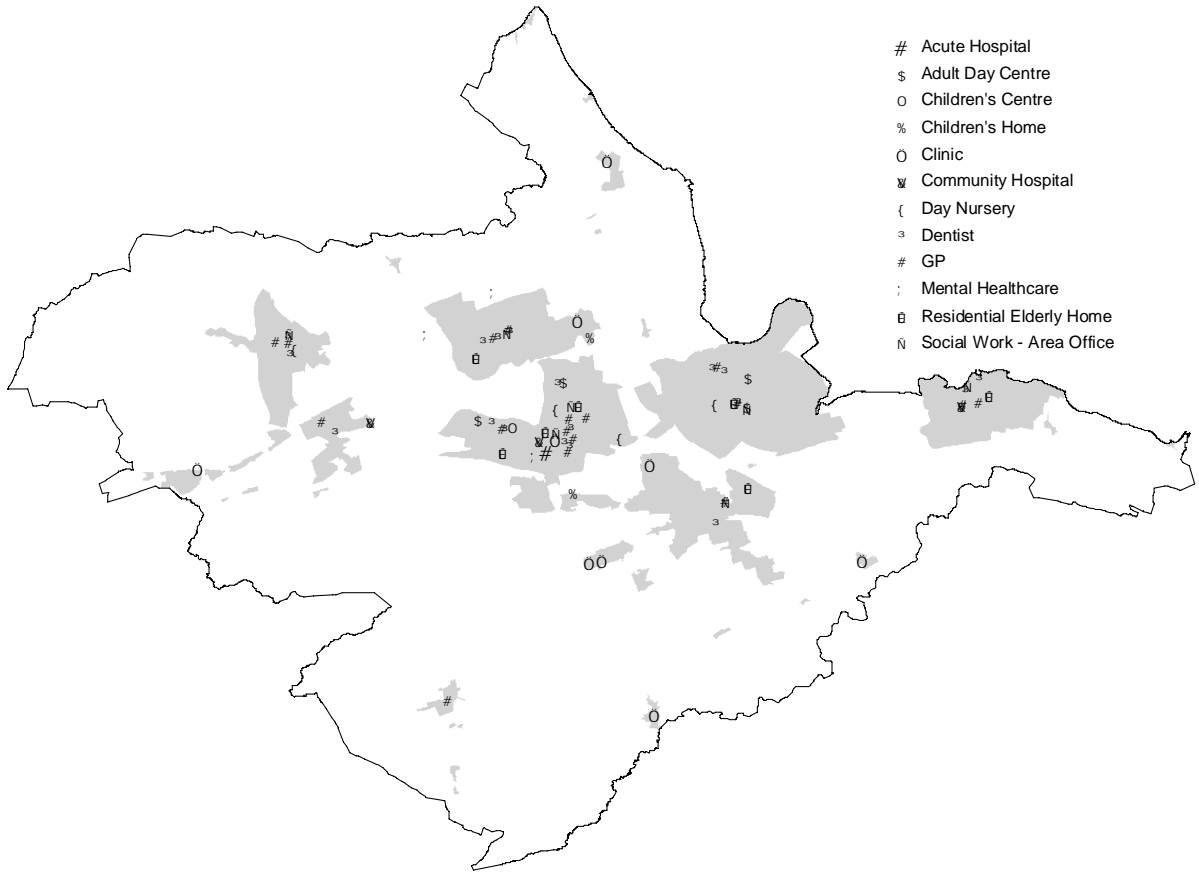 # Acute Hospital
$ Adult Day Centre
O Children's Centre
% Children's Home
Ö Clinic
Community Hospital
{ Day Nursery
³ Dentist
# GP
; Mental Healthcare
Residential Elderly Home
Ñ Social Work - Area Office